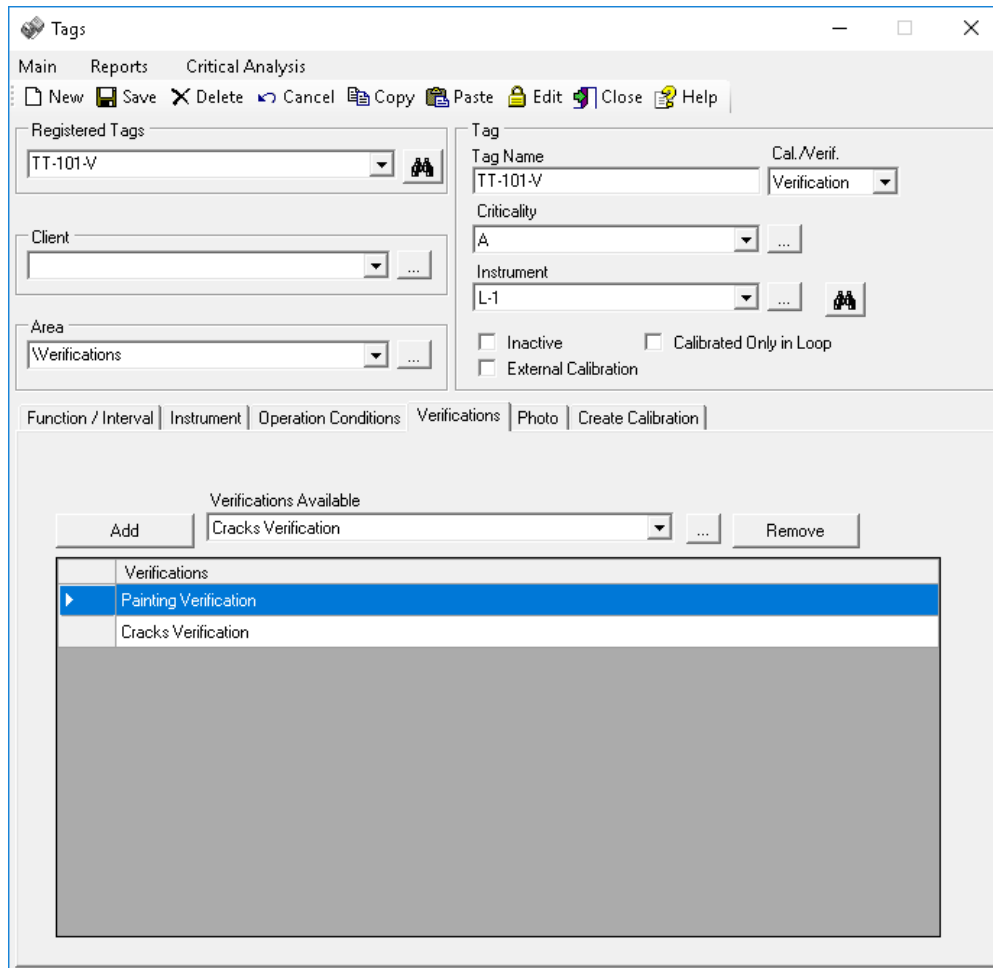 Tags
Main Reports Critical Analysis
New Save Delete Cancel Copy Paste Edit Close Help
Registered Tags
TT-101-V
Client
...
Area
\Verifications
...
Tag
Tag Name Cal./Verif.
TT-101-V Verification
Criticality
A ...
Instrument
L-1 ...
Inactive Calibrated Only in Loop
External Calibration
Function / Interval Instrument Operation Conditions Verifications Photo Create Calibration
Verifications Available
Add Cracks Verification ... Remove
Verifications
Painting Verification
Cracks Verification